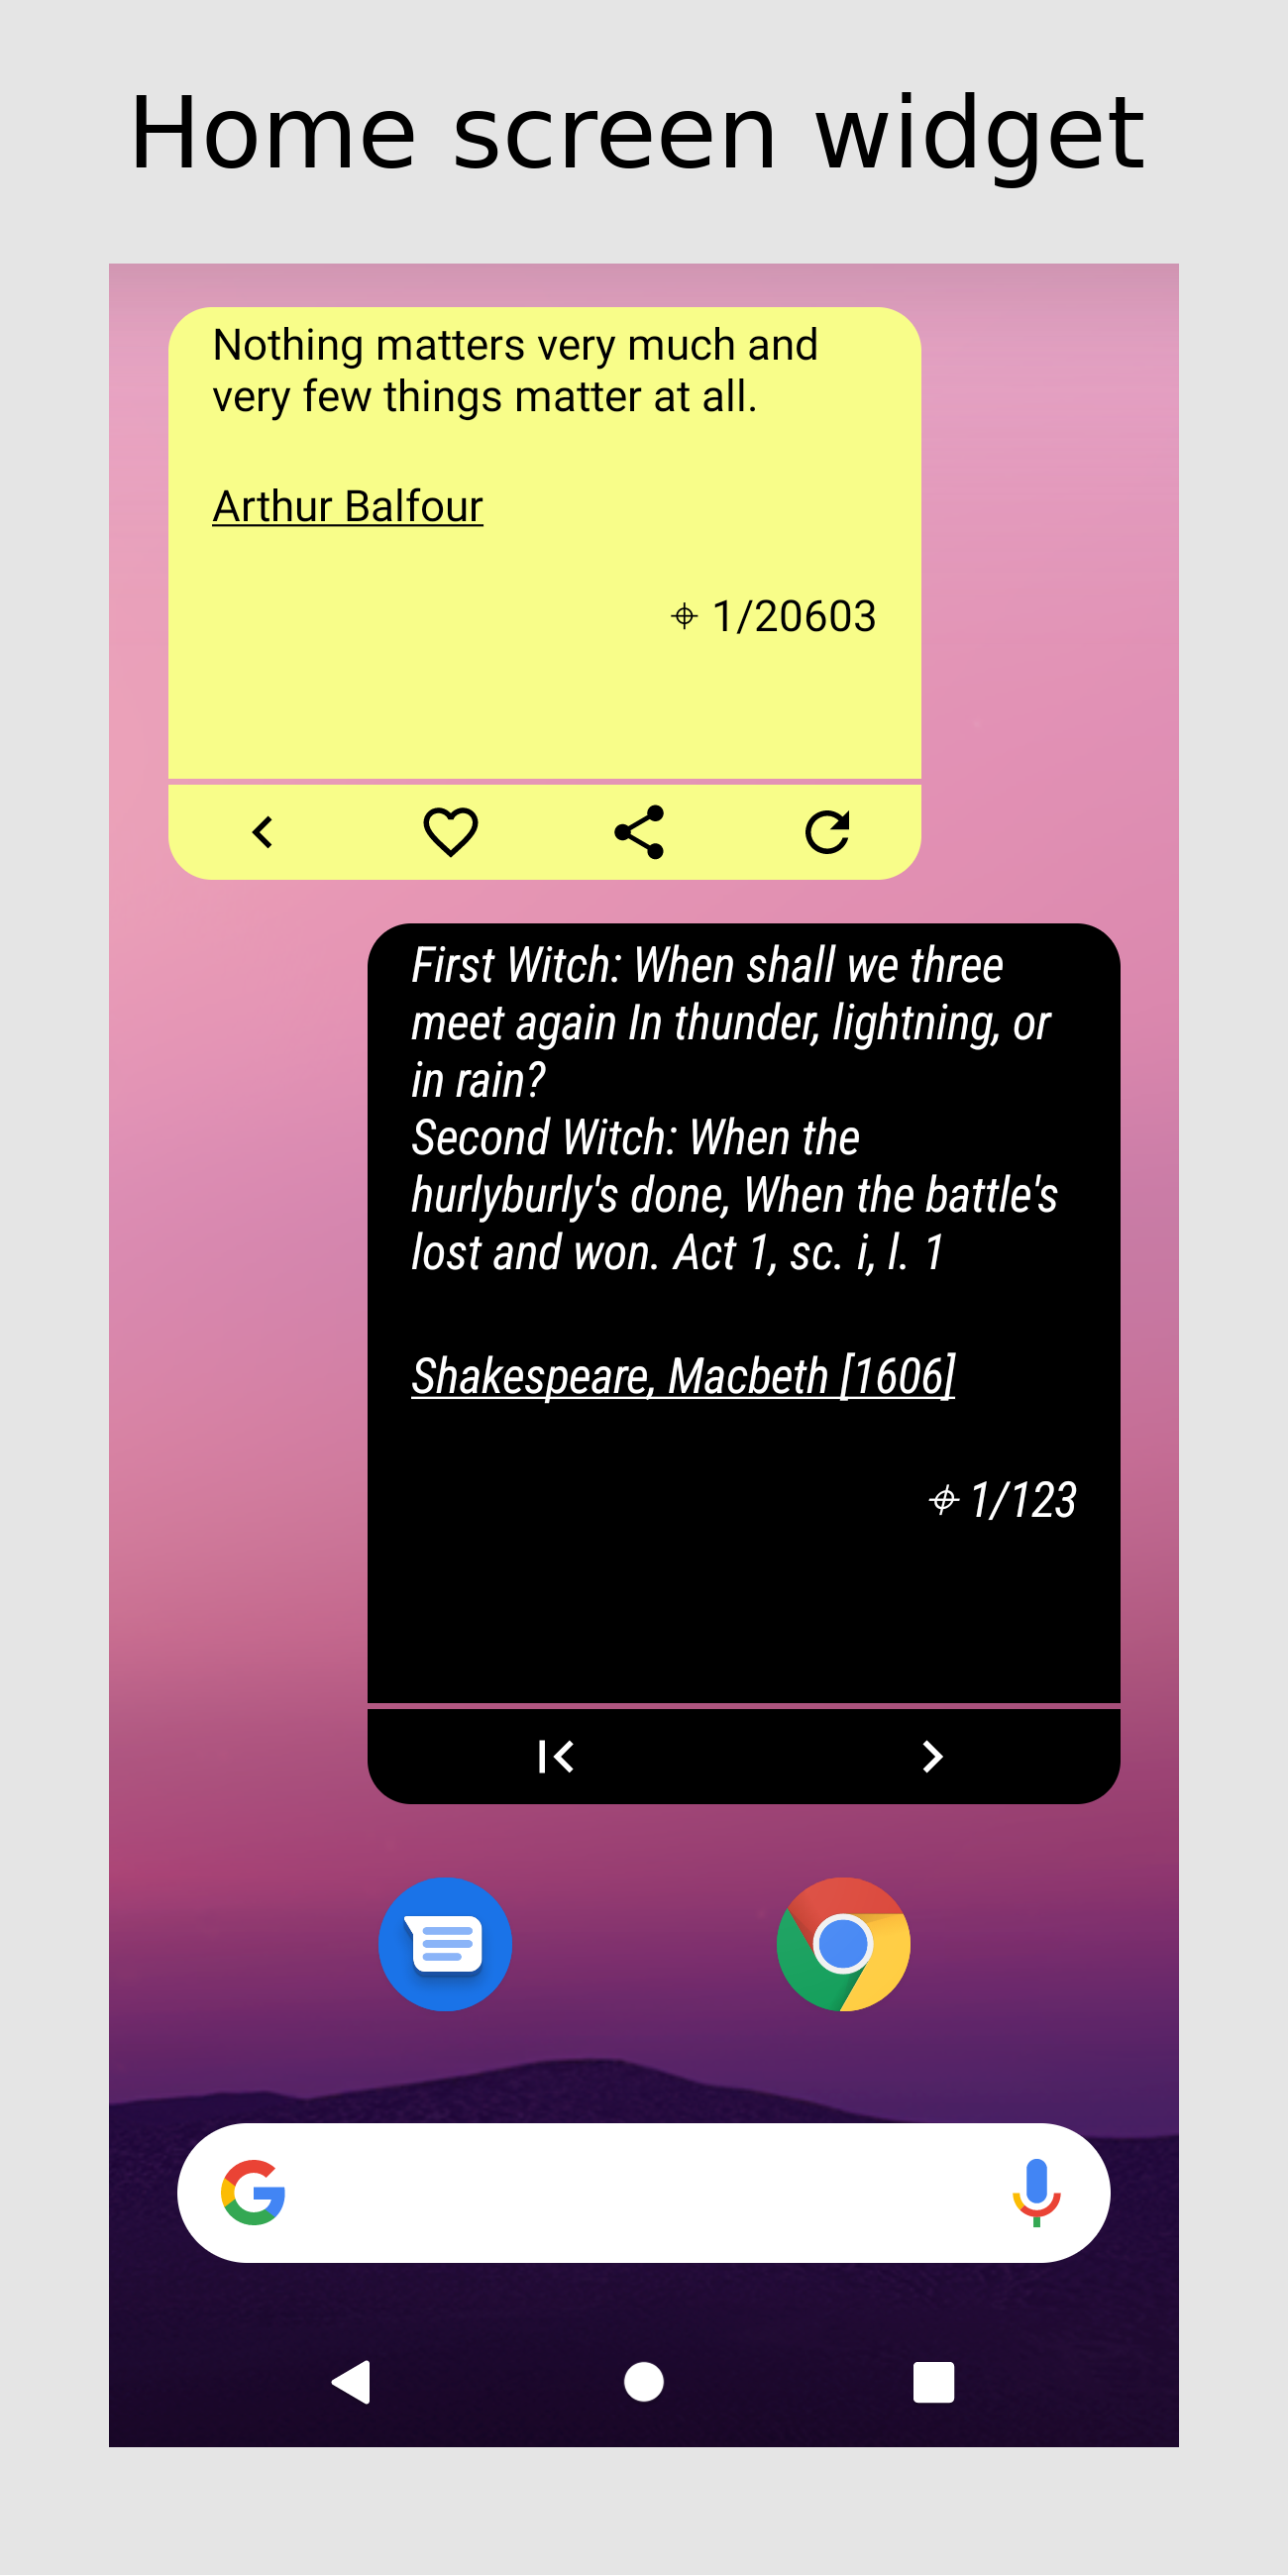 Home screen widget
Nothing matters very much and
very few things matter at all.
Arthur Balfour
⌖ 1/20603
First Witch: When shall we three
meet again In thunder, lightning, or
in rain?
Second Witch: When the
hurlyburly's done, When the battle's
lost and won. Act 1, sc. i, l. 1
Shakespeare, Macbeth [1606]
⌖ 1/123